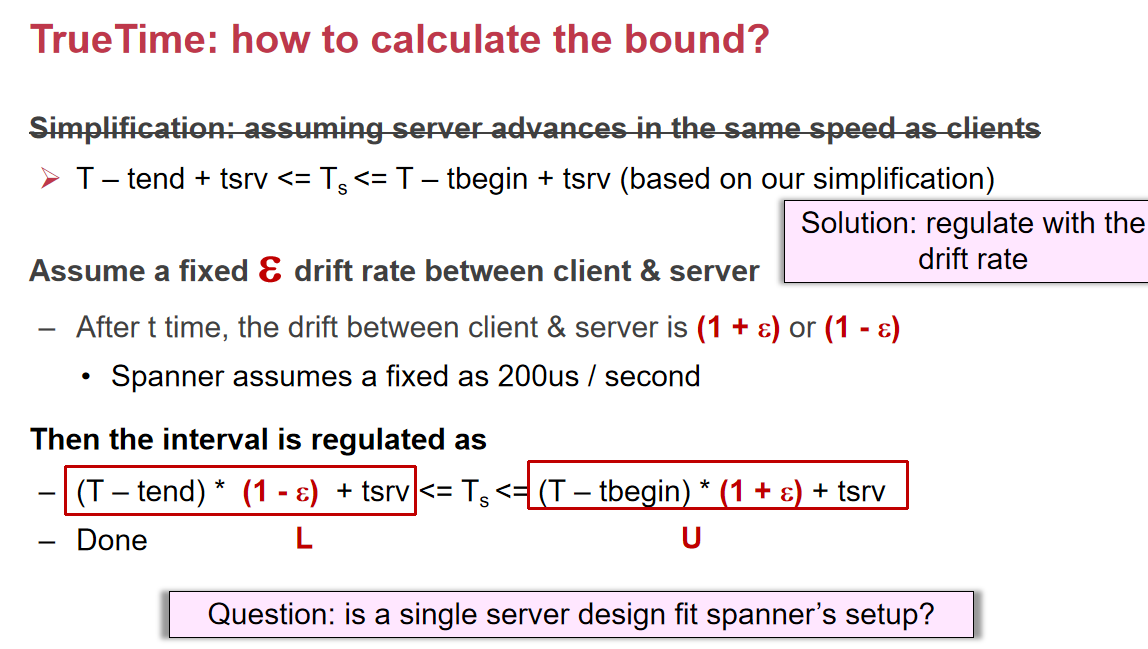 TrueTime: how to calculate the bound?
Simplification: assuming server advances in the same speed as clients
➢ T – tend + tsrv <= Ts <= T – tbegin + tsrv (based on our simplification)
Solution: regulate with the
drift rate
Assume a fixed ε drift rate between client & server
– After t time, the drift between client & server is (1 + ε) or (1 - ε)
• Spanner assumes a fixed as 200us / second
Then the interval is regulated as
– (T – tend) * (1 - ε) + tsrv <= Ts <= (T – tbegin) * (1 + ε) + tsrv
– Done
L U
Question: is a single server design fit spanner's setup?